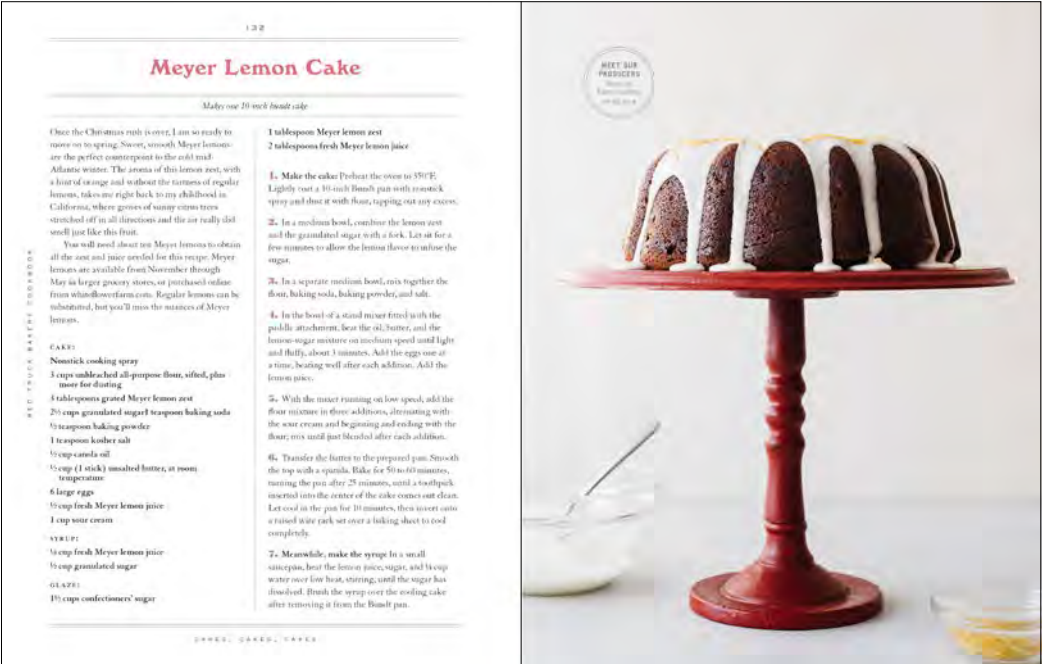 132
Meyer Lemon Cake
Makes one 10-inch bundt cake
Once the Christmas rush is over, I am so ready to
move on to spring. Sweet, smooth Meyer lemons
are the perfect counterpoint to the cold mid-
Atlantic winter. The aroma of this lemon zest, with
a hint of orange and without the tartness of regular
lemons, takes me right back to my childhood in
California, where groves of sunny citrus trees
stretched off in all directions and the air really did
smell just like this fruit.
You will need about ten Meyer lemons to obtain
all the zest and juice needed for this recipe. Meyer
lemons are available from November through
May in larger grocery stores, or purchased online
from whiteflowerfarm.com. Regular lemons can be
substituted, but you'll miss the nuances of Meyer
lemons.
CAKE:
Nonstick cooking spray
3 cups unbleached all-purpose flour, sifted, plus
more for dusting
3 tablespoons grated Meyer lemon zest
2½ cups granulated sugar1 teaspoon baking soda
½ teaspoon baking powder
1 teaspoon kosher salt
½ cup canola oil
½ cup (1 stick) unsalted butter, at room
temperature
6 large eggs
cup fresh Meyer lemon juice
1 cup sour cream
SYRUP:
cup fresh Meyer lemon juice
cup granulated sugar
GLAZE:
1½ cups confectioners' sugar
1 tablespoon Meyer lemon zest
2 tablespoons fresh Meyer lemon juice
1. Make the cake: Preheat the oven to 350°F.
Lightly coat a 10-inch Bundt pan with nonstick
spray and dust it with flour, tapping out any excess.
2. In a medium bowl, combine the lemon zest
and the granulated sugar with a fork. Let sit for a
few minutes to allow the lemon flavor to infuse the
sugar.
3. In a separate medium bowl, mix together the
flour, baking soda, baking powder, and salt.
4. In the bowl of a stand mixer fitted with the
paddle attachment, beat the oil, butter, and the
lemon-sugar mixture on medium speed until light
and fluffy, about 3 minutes. Add the eggs one at
a time, beating well after each addition. Add the
lemon juice.
5. With the mixer running on low speed, add the
flour mixture in three additions, alternating with
the sour cream and beginning and ending with the
flour; mix until just blended after each addition.
6. Transfer the batter to the prepared pan. Smooth
the top with a spatula. Bake for 50 to 60 minutes,
turning the pan after 25 minutes, until a toothpick
inserted into the center of the cake comes out clean.
Let cool in the pan for 10 minutes, then invert onto
a raised wire rack set over a baking sheet to cool
completely.
7. Meanwhile, make the syrup: In a small
saucepan, heat the lemon juice, sugar, and ¼ cup
water over low heat, stirring, until the sugar has
dissolved. Brush the syrup over the cooling cake
after removing it from the Bundt pan.
RED TRUCK BAKERY COOKBOOK
CAKES, CAKES, CAKES
MEET OUR
PRODUCERS